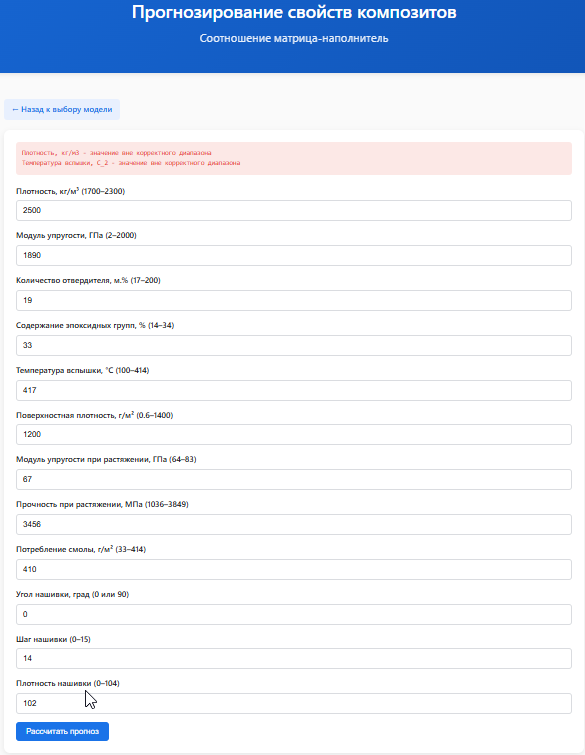 Прогнозирование свойств композитов
Соотношение матрица-наполнитель
← Назад к выбору модели
Плотность, кг/м3 - значение вне корректного диапазона
Температура вспышки, С_2 - значение вне корректного диапазона
Плотность, кг/м³ (1700–2300)
2500
Модуль упругости, ГПа (2–2000)
1890
Количество отвердителя, м.% (17–200)
19
Содержание эпоксидных групп, % (14–34)
33
Температура вспышки, °С (100–414)
417
Поверхностная плотность, г/м² (0.6–1400)
1200
Модуль упругости при растяжении, ГПа (64–83)
67
Прочность при растяжении, МПа (1036–3849)
3456
Потребление смолы, г/м² (33–414)
410
Угол нашивки, град (0 или 90)
0
Шаг нашивки (0–15)
14
Плотность нашивки (0–104)
102
Рассчитать прогноз